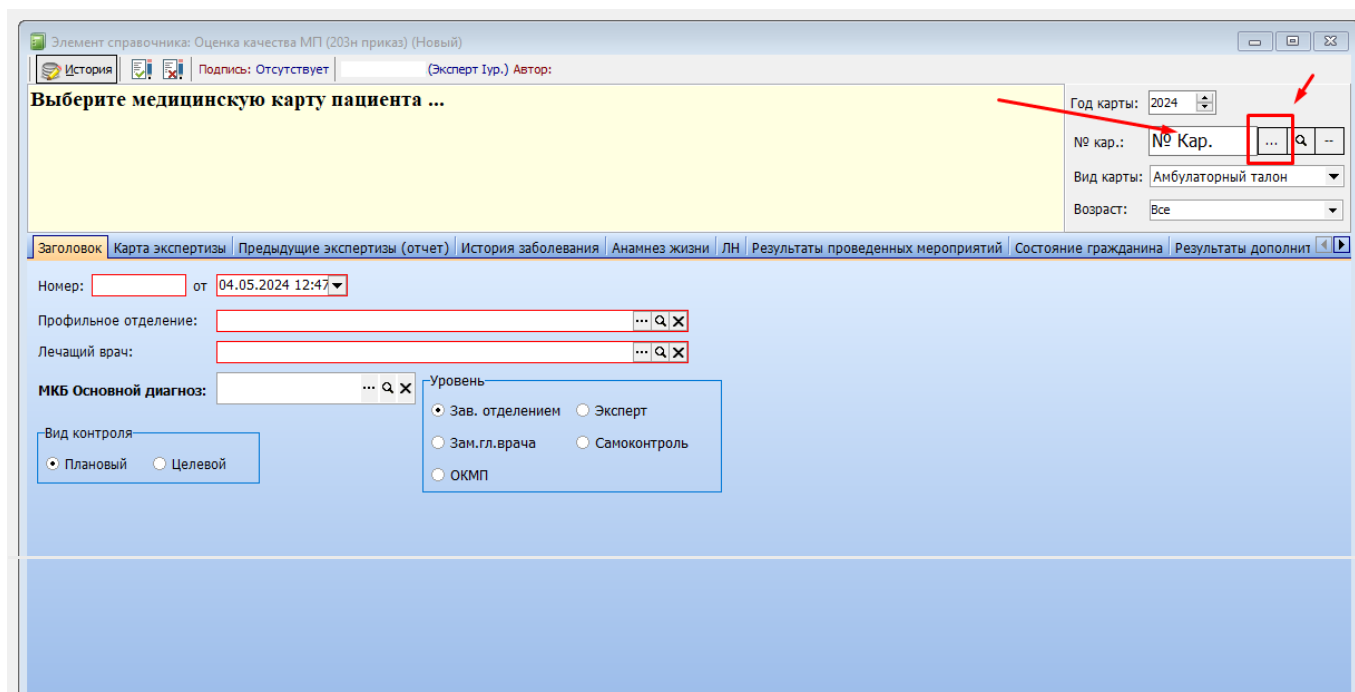 Элемент справочника: Оценка качества МП (203н приказ) (Новый)
История Подпись: Отсутствует (Эксперт Iур.) Автор:
Выберите медицинскую карту пациента ...
Год карты: 2024
№ кар.: № Кар. ... --
Вид карты: Амбулаторный талон
Возраст: Все
Заголовок Карта экспертизы Предыдущие экспертизы (отчет) История заболевания Анамнез жизни ЛН Результаты проведенных мероприятий Состояние гражданина Результаты дополнит
Номер: от 04.05.2024 12:47
Профильное отделение: ...
Лечащий врач: ...
МКБ Основной диагноз: ...
Уровень
Зав. отделением Эксперт
Зам.гл.врача Самоконтроль
ОКМП
Вид контроля
Плановый Целевой